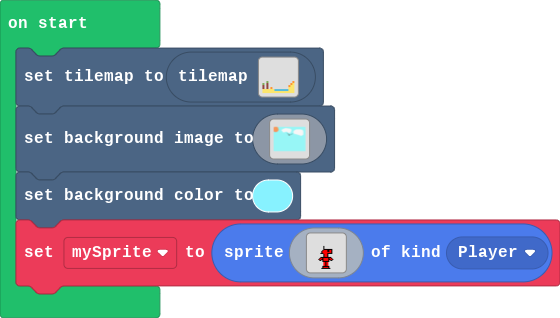 on start
set tilemap to tilemap
set background image to
set background color to
set mySprite to sprite of kind Player